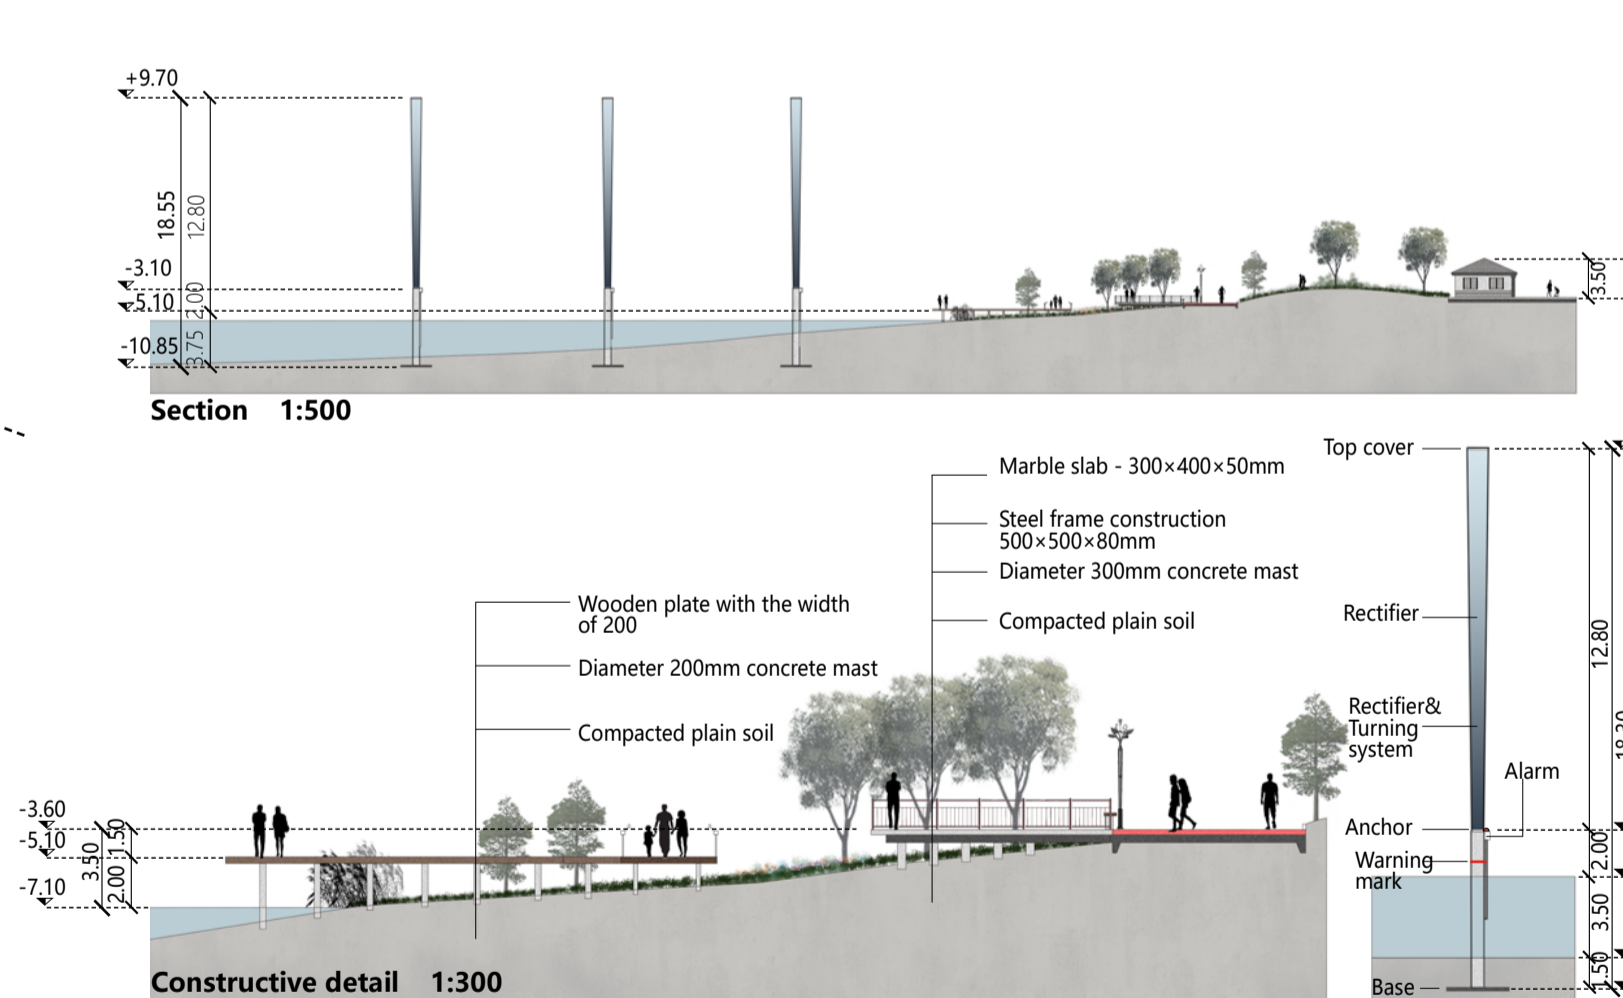 +9.70
18.55
12.80
-3.10
-5.10
2.00
-10.85
3.75
3.50
Section 1:500
Marble slab - 300×400×50mm
Steel frame construction
500×500×80mm
Diameter 300mm concrete mast
Compacted plain soil
Wooden plate with the width
of 200
Diameter 200mm concrete mast
Compacted plain soil
-3.60
-5.10
-7.10
3.50
1.50
2.00
Constructive detail 1:300
Top cover
Rectifier
Rectifier&
Turning
system
Alarm
Anchor
Warning
mark
Base
12.80
2.00
3.50
1.50